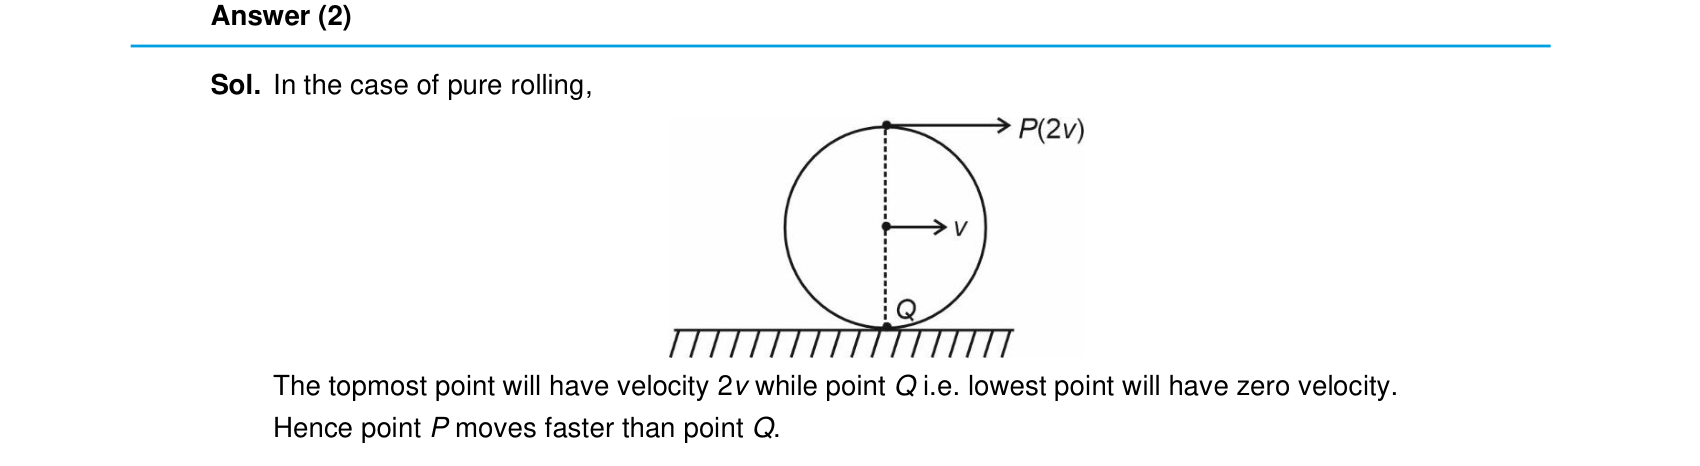 Answer (2)
Sol. In the case of pure rolling,
P(2v)
v
Q
The topmost point will have velocity 2v while point Q i.e. lowest point will have zero velocity.
Hence point P moves faster than point Q.